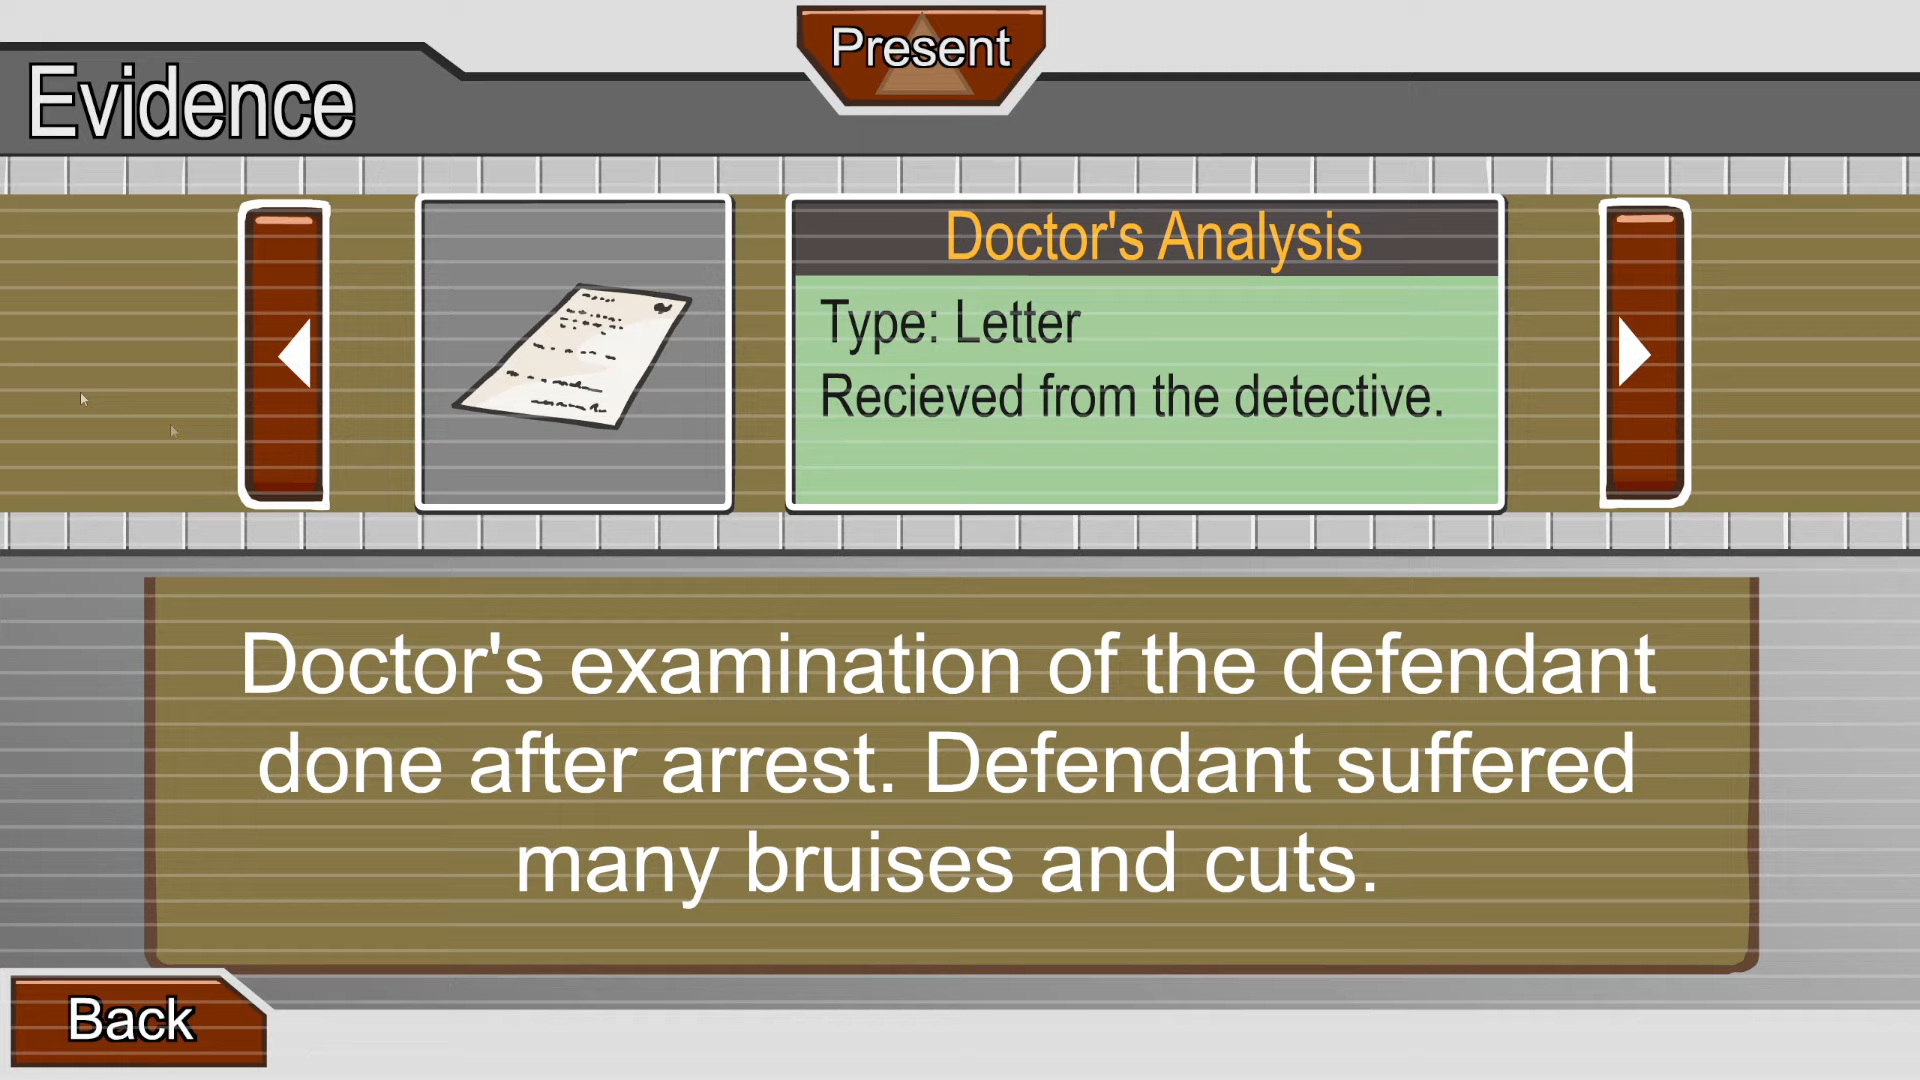 Present
Evidence
Doctor's Analysis
Type: Letter
Recieved from the detective.
Doctor's examination of the defendant
done after arrest. Defendant suffered
many bruises and cuts.
Back